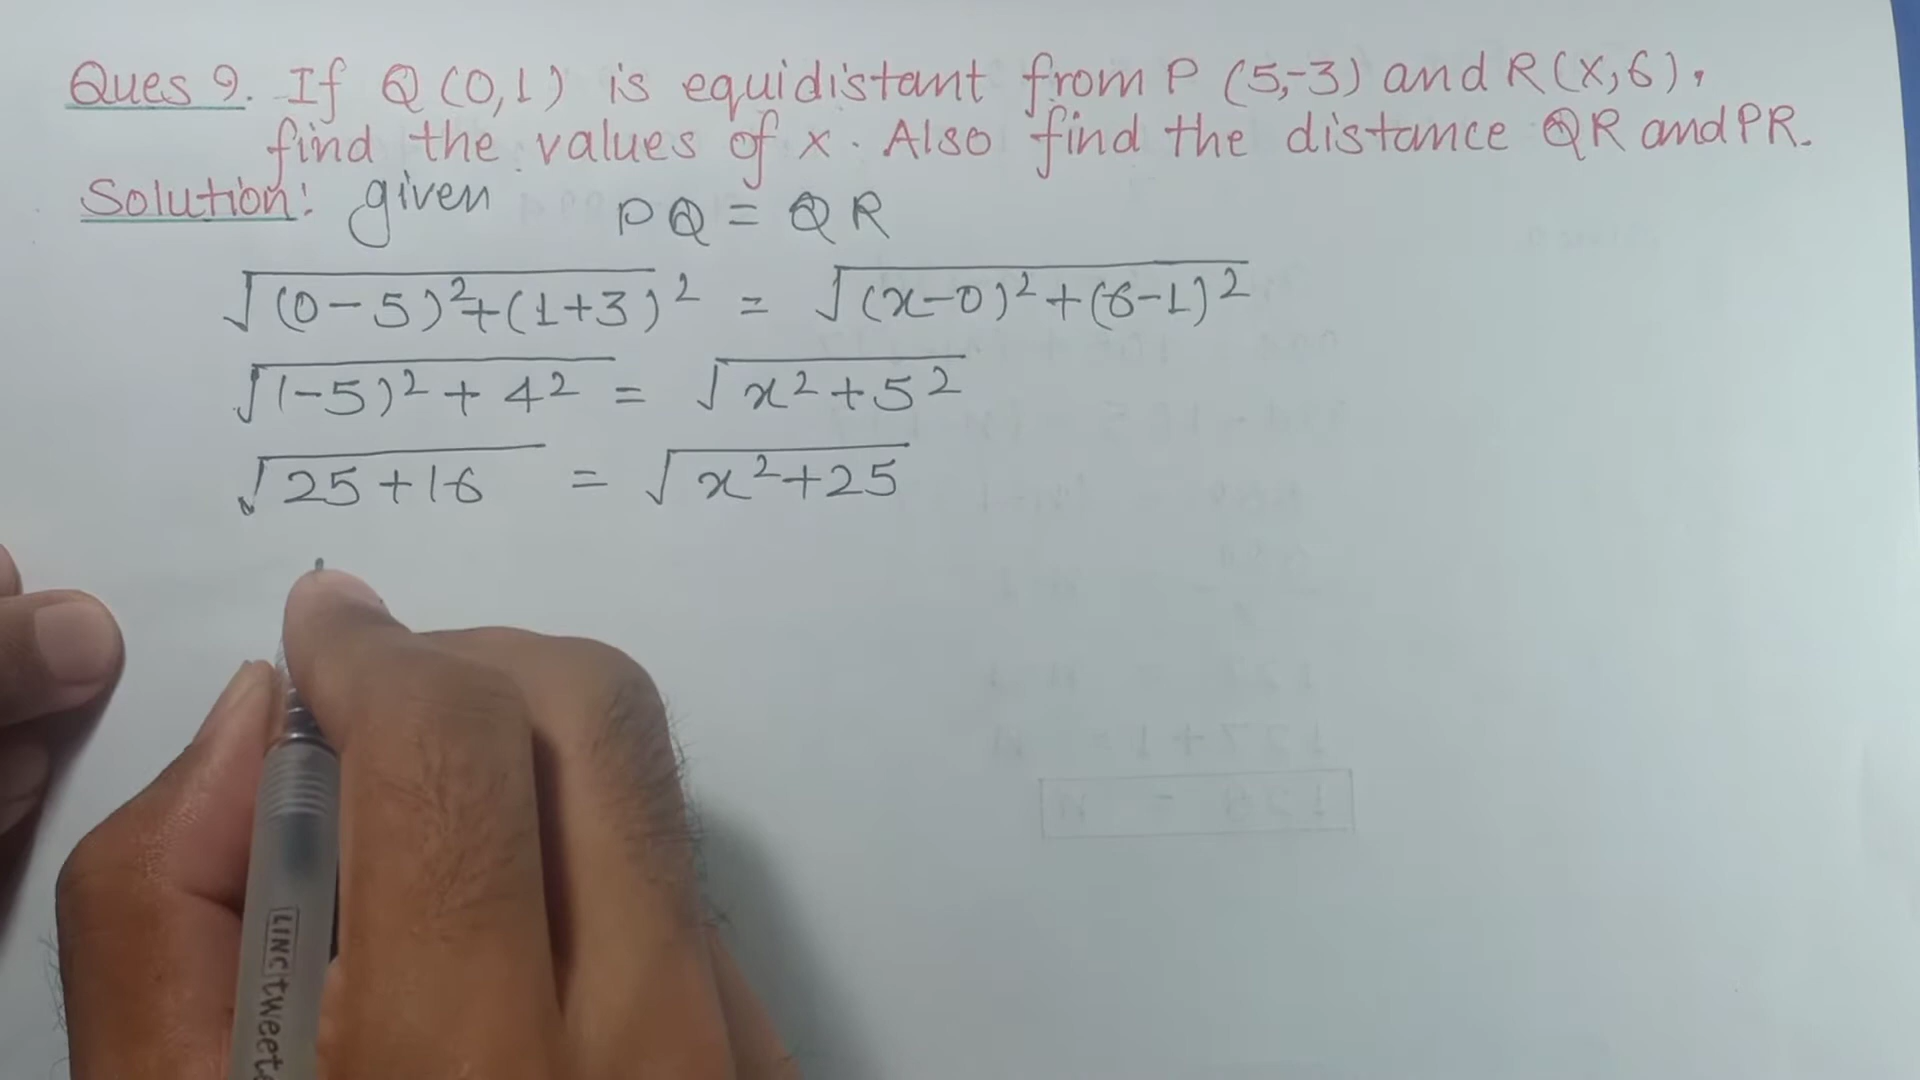 Ques 9. If Q (0,1) is equidistant from P (5,-3) and R(x,6),
find the values of x. Also find the distance QR and PR.
Solution: given PQ = QR
√(0-5)²+(1+3)² = √(x-0)²+(6-1)²
√(-5)²+4² = √x²+5²
√25+16 = √x²+25
LINC tweet